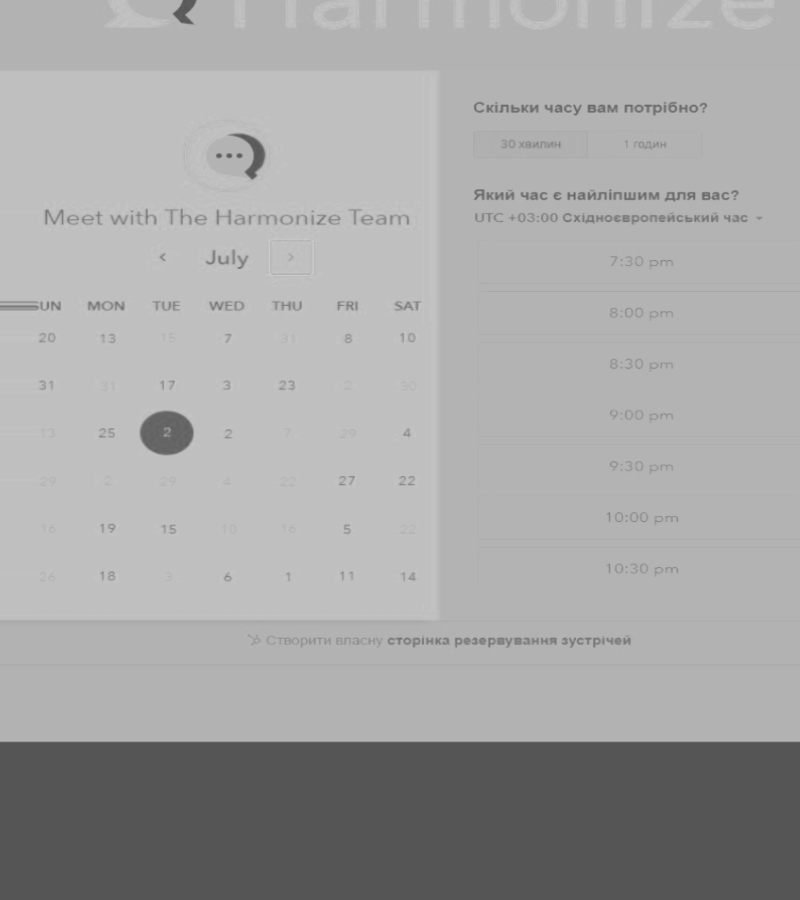 Harmonize
Meet with The Harmonize Team
July
SUN MON TUE WED THU FRI SAT
20 13 15 7 31 8 10
31 31 17 3 23 2 30
13 25 2 2 7 29 4
29 2 29 4 22 27 22
16 19 15 10 16 5 22
26 18 3 6 1 11 14
Скільки часу вам потрібно?
30 хвилин 1 годин
Який час є найліпшим для вас?
UTC +03:00 Східноєвропейський час
7:30 pm
8:00 pm
8:30 pm
9:00 pm
9:30 pm
10:00 pm
10:30 pm
Створити власну сторінка резервування зустрічей